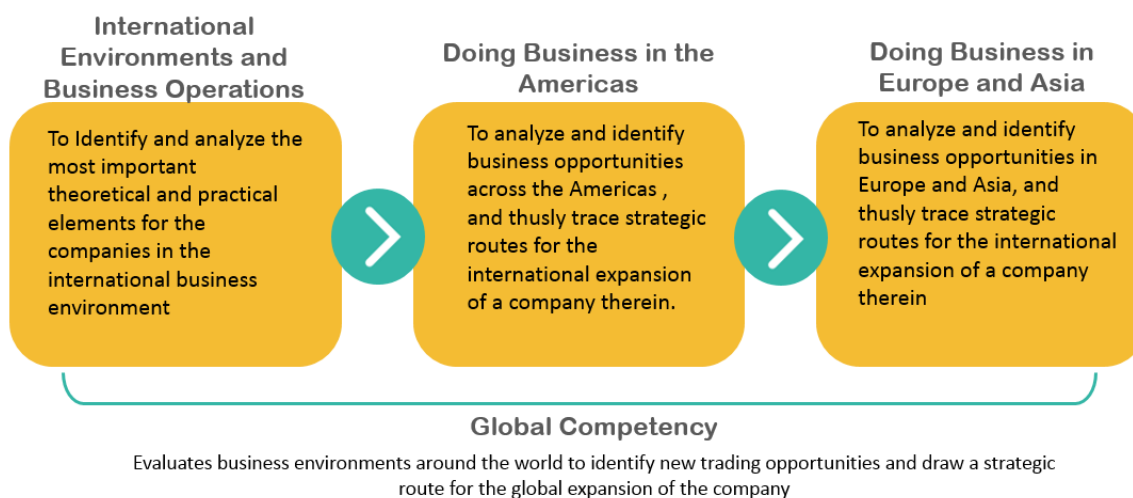 International
Environments and
Business Operations
To Identify and analyze the
most important
theoretical and practical
elements for the
companies in the
international business
environment
Doing Business in the
Americas
To analyze and identify
business opportunities
across the Americas ,
and thusly trace strategic
routes for the
international expansion
of a company therein.
Doing Business in
Europe and Asia
To analyze and identify
business opportunities in
Europe and Asia, and
thusly trace strategic
routes for the international
expansion of a company
therein
Global Competency
Evaluates business environments around the world to identify new trading opportunities and draw a strategic
route for the global expansion of the company